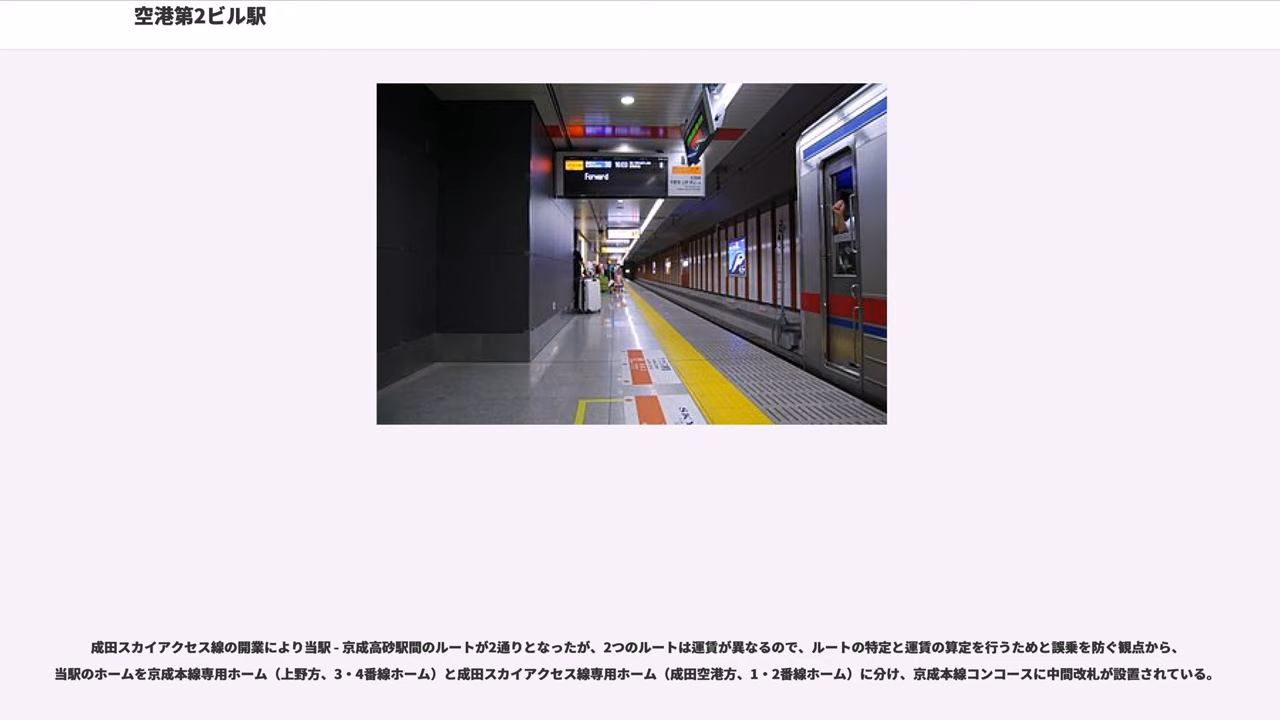 空港第2ビル駅
Forward
成田スカイアクセス線の開業により当駅 - 京成高砂駅間のルートが2通りとなったが、2つのルートは運賃が異なるので、ルートの特定と運賃の算定を行うためと誤乗を防ぐ観点から、
当駅のホームを京成本線専用ホーム（上野方、3・4番線ホーム）と成田スカイアクセス線専用ホーム（成田空港方、1・2番線ホーム）に分け、京成本線コンコースに中間改札が設置されている。